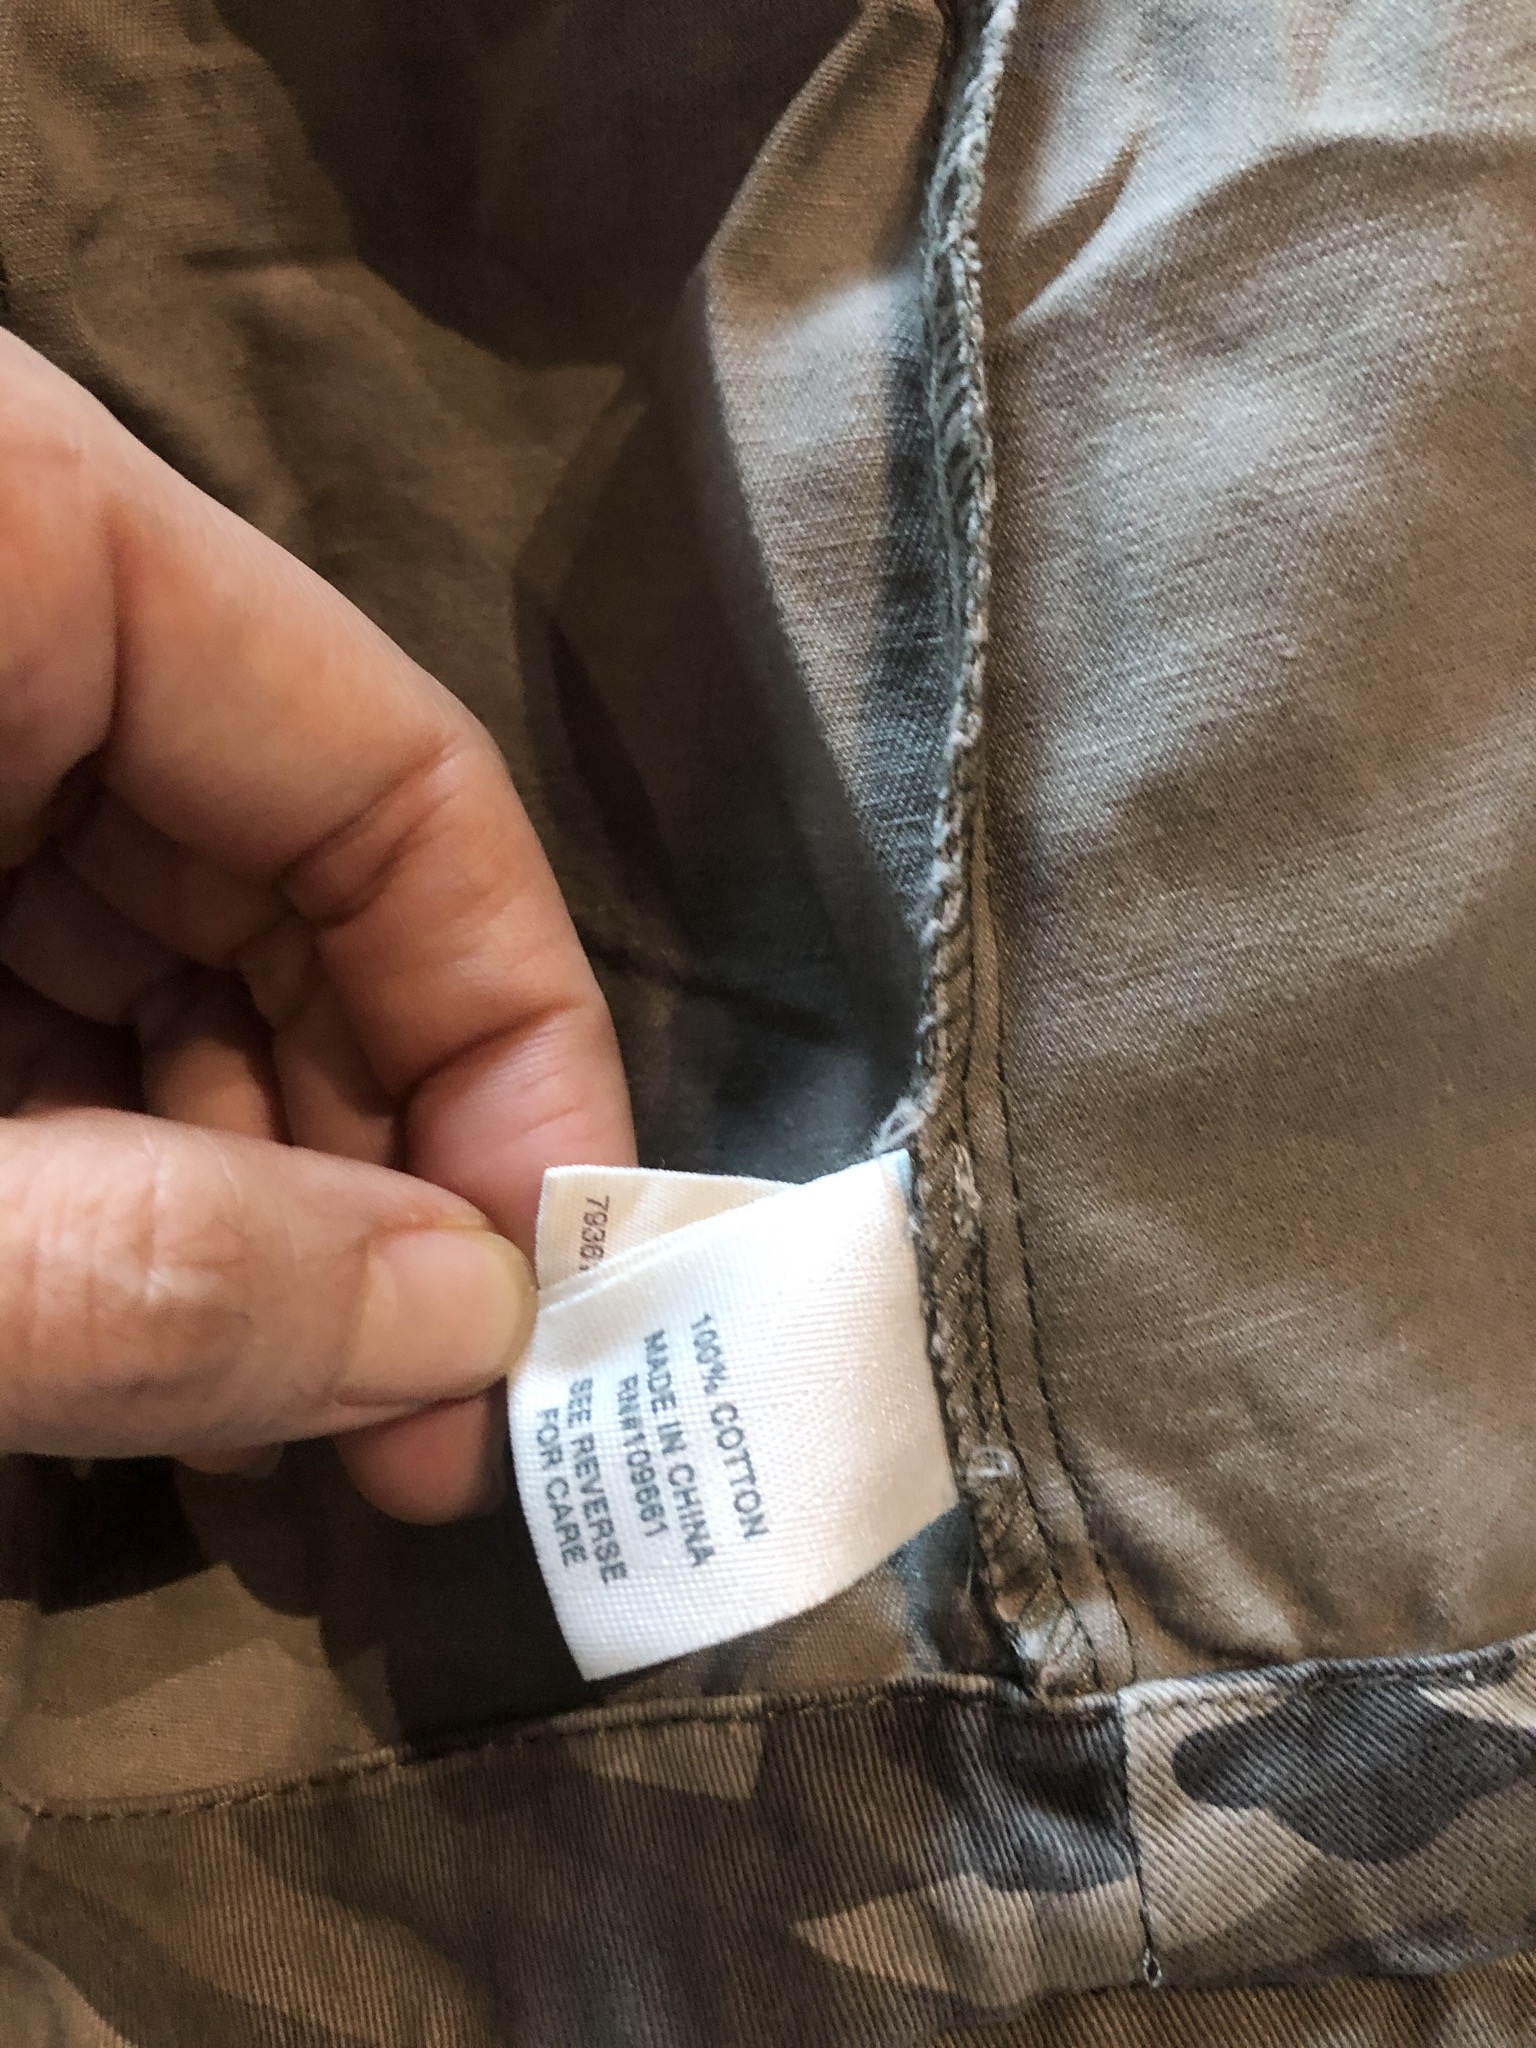 100% COTTON
MADE IN CHINA
RN#109661
SEE REVERSE
FOR CARE